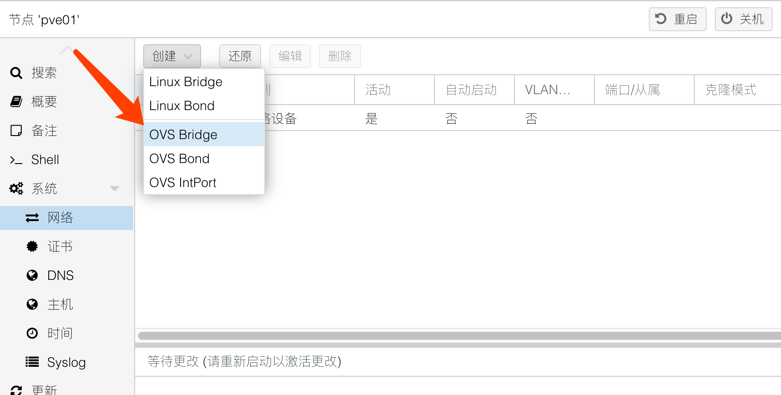 节点 'pve01'
重启
关机
搜索
概要
备注
Shell
系统
网络
证书
DNS
主机
时间
Syslog
更新
创建
还原
编辑
删除
Linux Bridge
Linux Bond
OVS Bridge
OVS Bond
OVS IntPort
别 活动 自动启动 VLAN... 端口/从属 克隆模式
络设备 是 否 否
等待更改 (请重新启动以激活更改)